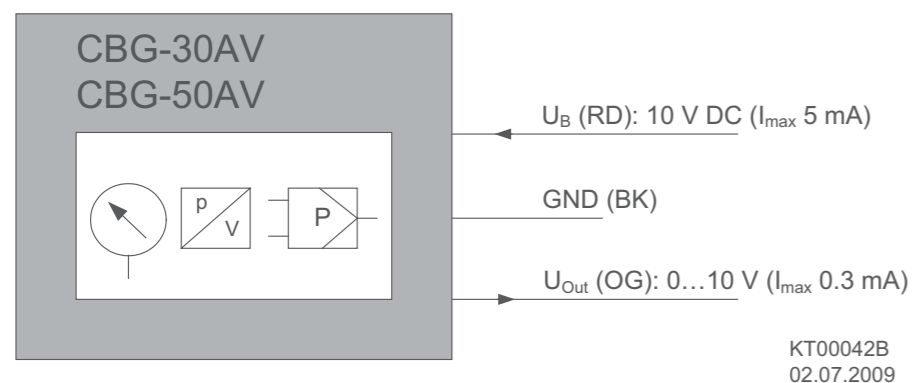 CBG-30AV
CBG-50AV
U_B (RD): 10 V DC (I_max 5 mA)
p
V
P
GND (BK)
U_Out (OG): 0…10 V (I_max 0.3 mA)
KT00042B
02.07.2009